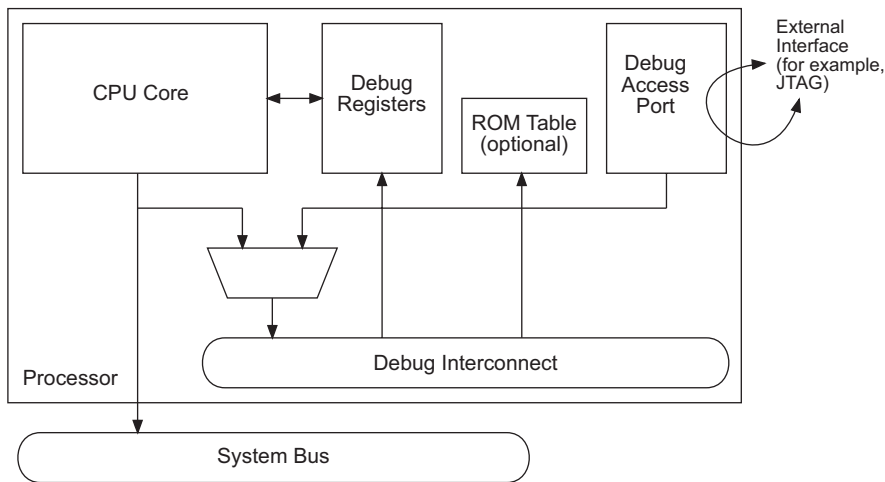 CPU Core
Debug
Registers
ROM Table
(optional)
Debug
Access
Port
External
Interface
(for example,
JTAG)
Debug Interconnect
Processor
System Bus